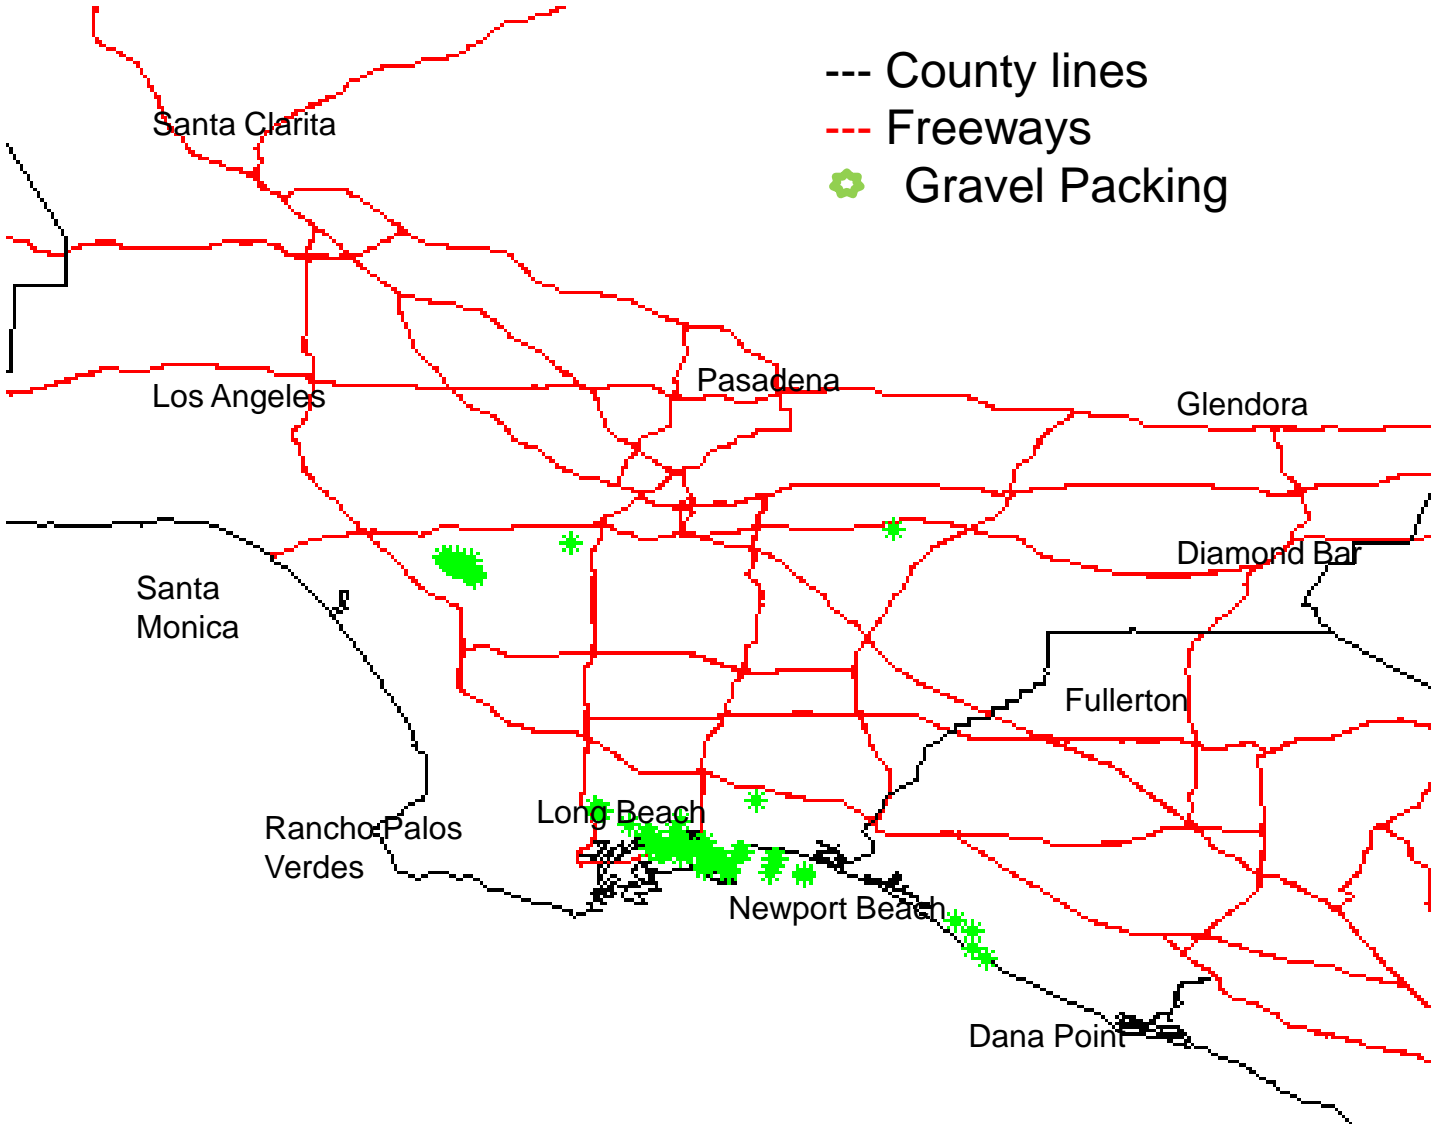 --- County lines
--- Freeways
Gravel Packing
Santa Clarita
Pasadena
Los Angeles
Glendora
Diamond Bar
Santa
Monica
Fullerton
Long Beach
Rancho Palos
Verdes
Newport Beach
Dana Point